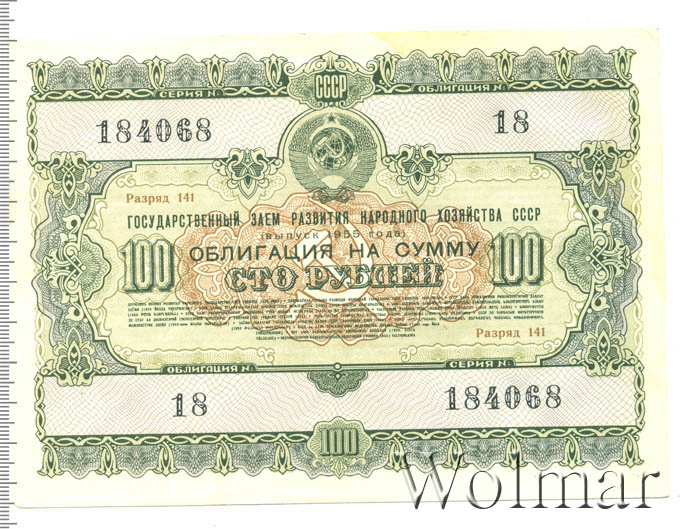 СССР
СЕРИЯ №
ОБЛИГАЦИЯ №
184068
18
Разряд 141
ГОСУДАРСТВЕННЫЙ ЗАЕМ РАЗВИТИЯ НАРОДНОГО ХОЗЯЙСТВА СССР
(выпуск 1955 года)
ОБЛИГАЦИЯ НА СУММУ
100
СТО РУБЛЕЙ
100
Разряд 141
ОБЛИГАЦИЯ №
СЕРИЯ №
18
184068
100
Wolmar